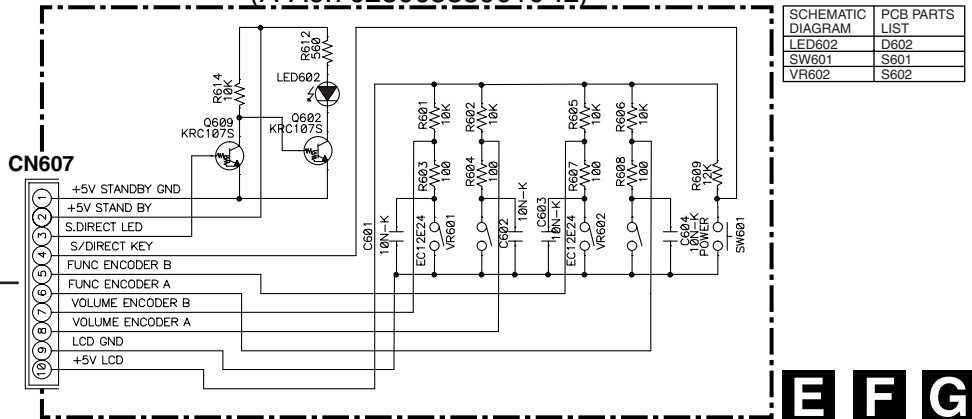 SCHEMATIC DIAGRAM PCB PARTS LIST
LED602 D602
SW601 S601
VR602 S602
R612
560
LED602
R614
10K
Q609
KRC107S
Q602
KRC107S
R601
10K
R602
10K
R605
10K
R606
10K
R603
100
R604
100
R607
100
R608
100
R609
12K
C601
10N-K
EC12E24
VR601
C602
10N-K
C603
10N-K
EC12E24
VR602
C604
10N-K
POWER
SW601
CN607
1 +5V STANDBY GND
2 +5V STAND BY
3 S.DIRECT LED
4 S/DIRECT KEY
5 FUNC ENCODER B
6 FUNC ENCODER A
7 VOLUME ENCODER B
8 VOLUME ENCODER A
9 LCD GND
10 +5V LCD
E F G